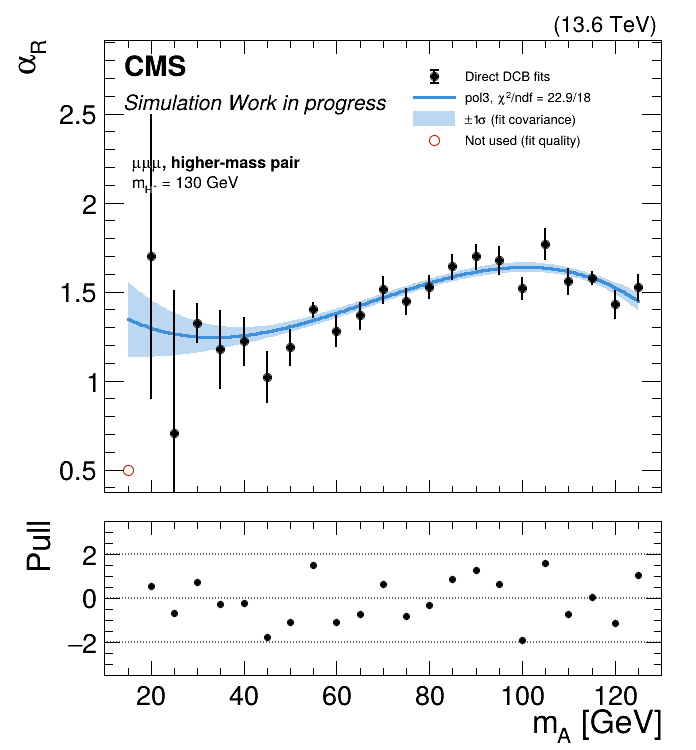 (13.6 TeV)
α_R
CMS
Simulation Work in progress
Direct DCB fits
pol3, χ²/ndf = 22.9/18
±1σ (fit covariance)
Not used (fit quality)
μμμ, higher-mass pair
= 130 GeV
2.5
2
1.5
1
0.5
Pull
2
0
−2
20 40 60 80 100 120
m_A [GeV]